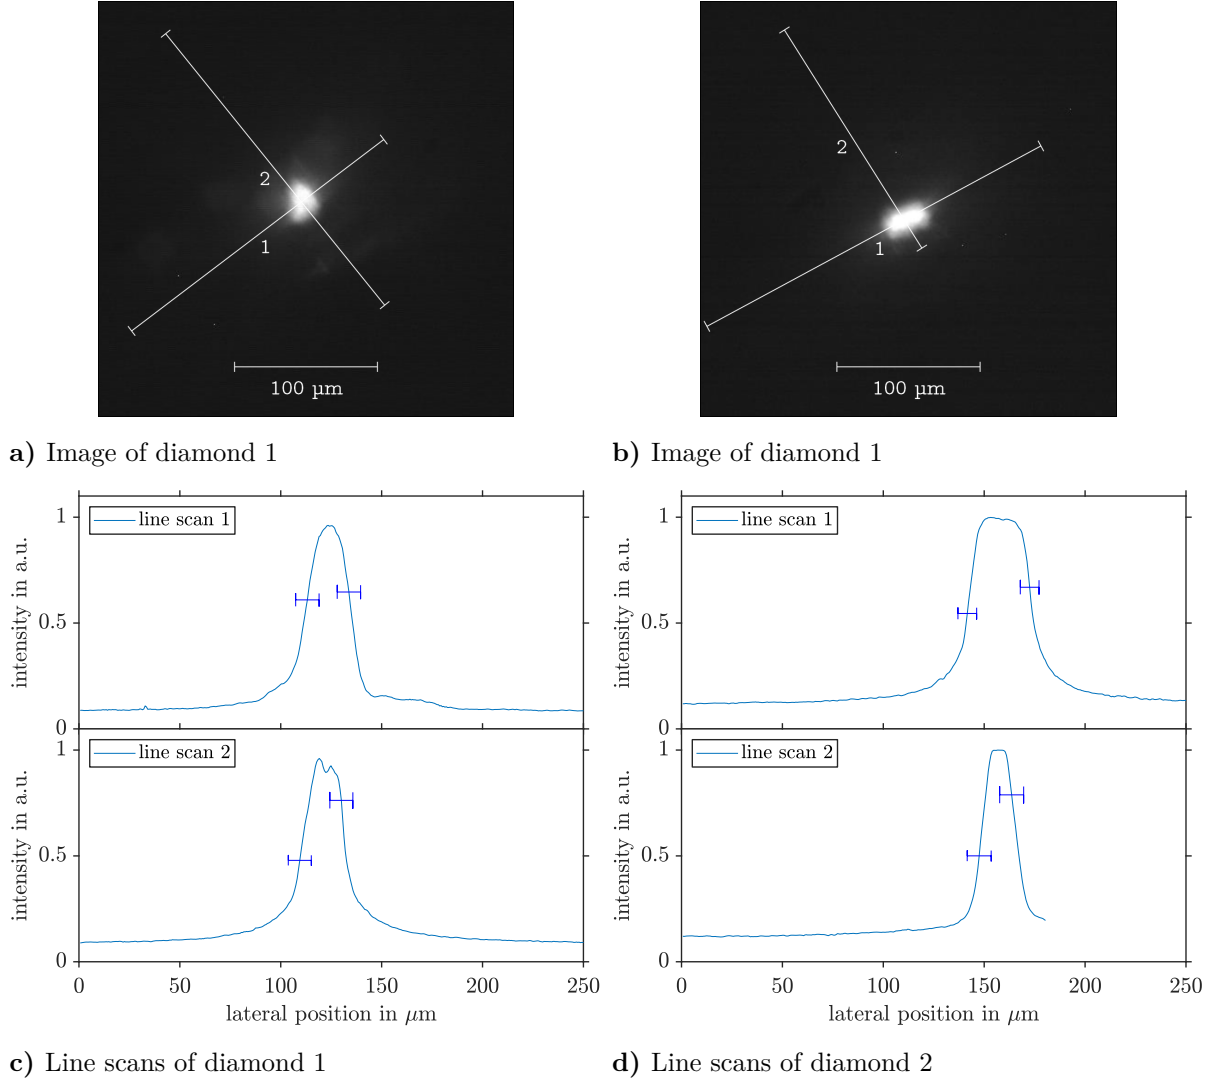 2
1
100 µm
2
1
100 µm
a) Image of diamond 1
b) Image of diamond 1
line scan 1
1
0.5
0
intensity in a.u.
line scan 2
1
0.5
0
intensity in a.u.
0 50 100 150 200 250
lateral position in µm
line scan 1
1
0.5
0
intensity in a.u.
line scan 2
1
0.5
0
intensity in a.u.
0 50 100 150 200 250
lateral position in µm
c) Line scans of diamond 1
d) Line scans of diamond 2